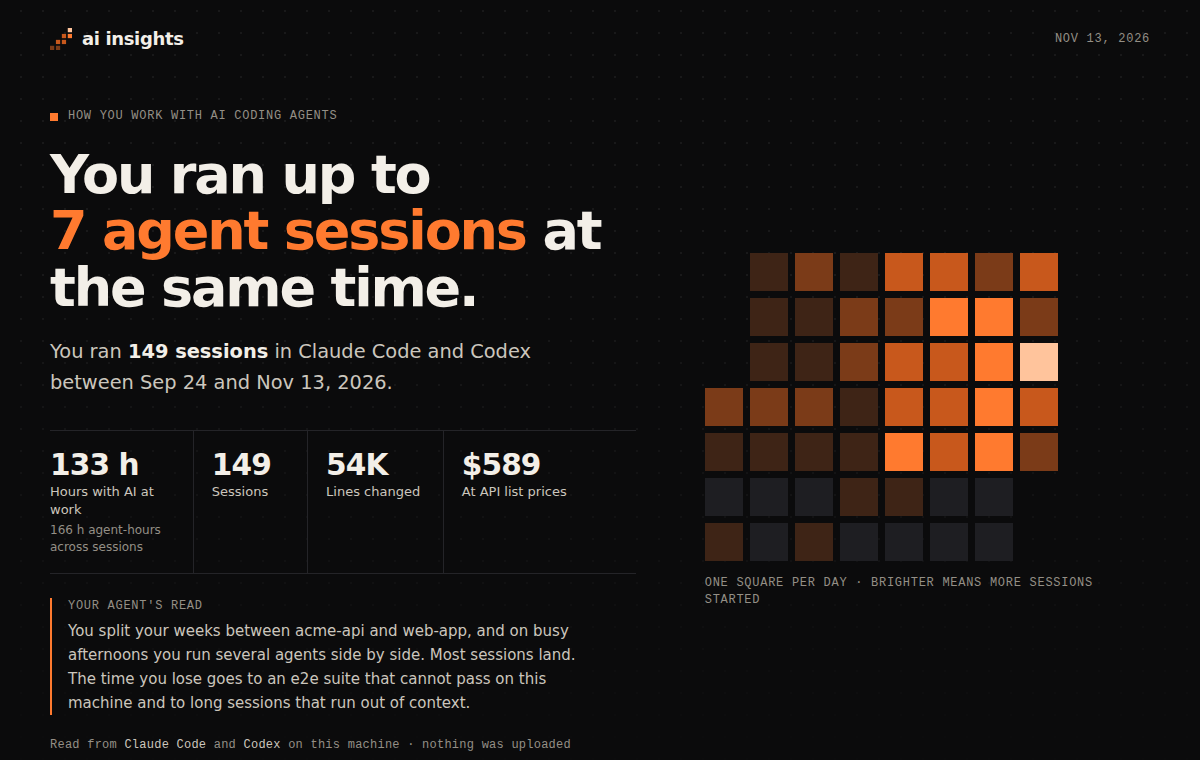 ai insights
NOV 13, 2026
HOW YOU WORK WITH AI CODING AGENTS
You ran up to
7 agent sessions at
the same time.
You ran 149 sessions in Claude Code and Codex
between Sep 24 and Nov 13, 2026.
133 h
Hours with AI at
work
166 h agent-hours
across sessions
149
Sessions
54K
Lines changed
$589
At API list prices
YOUR AGENT'S READ
You split your weeks between acme-api and web-app, and on busy
afternoons you run several agents side by side. Most sessions land.
The time you lose goes to an e2e suite that cannot pass on this
machine and to long sessions that run out of context.
Read from Claude Code and Codex on this machine · nothing was uploaded
ONE SQUARE PER DAY · BRIGHTER MEANS MORE SESSIONS
STARTED